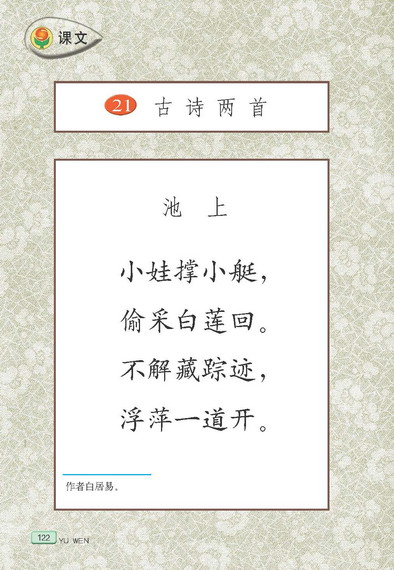 课文
21 古诗两首
池上
小娃撑小艇，
偷采白莲回。
不解藏踪迹，
浮萍一道开。
作者白居易。
122 YU WEN